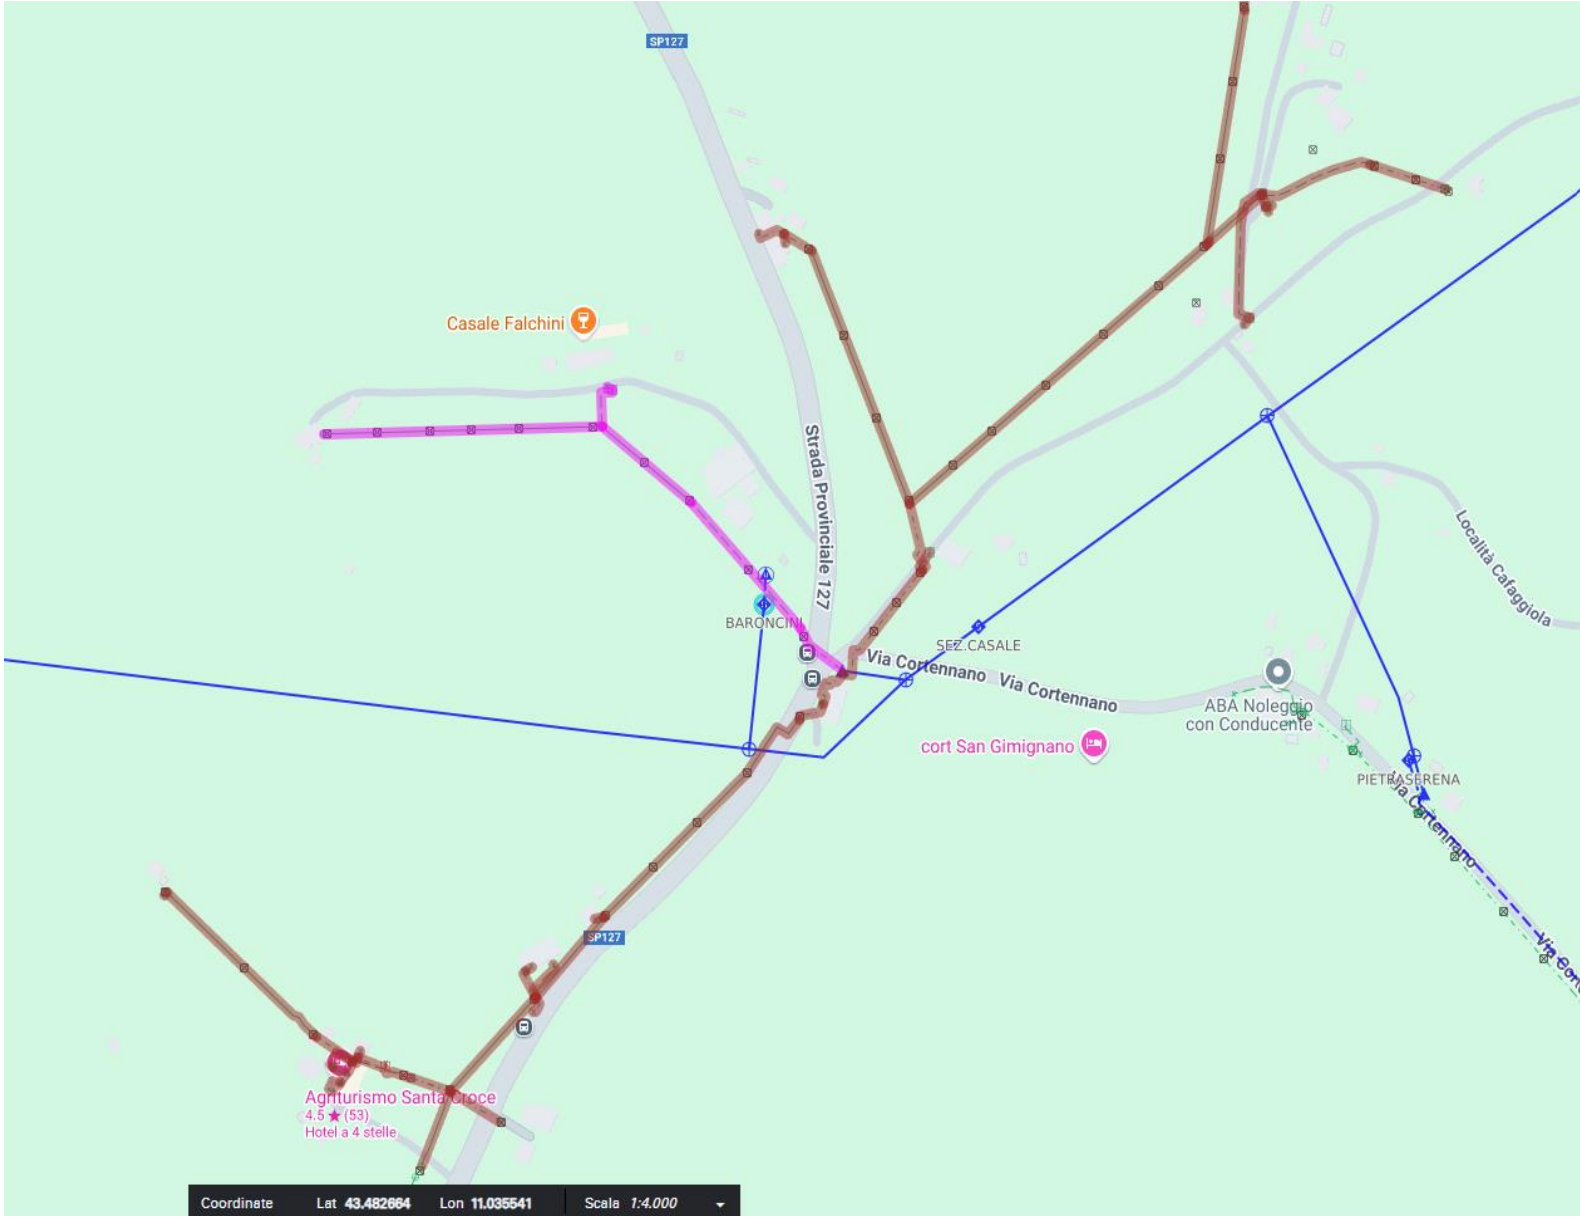 SP127
Casale Falchini
Strada Provinciale 127
Località Cafaggiola
BARONCINI
SEZ.CASALE
Via Cortennano
Via Cortennano
ABA Noleggio
con Conducente
cort San Gimignano
PIETRASERENA
Via Cortennano
SP127
Agriturismo Santa Croce
4.5 ★ (53)
Hotel a 4 stelle
Coordinate Lat 43.482664 Lon 11.035541 Scala 1:4.000